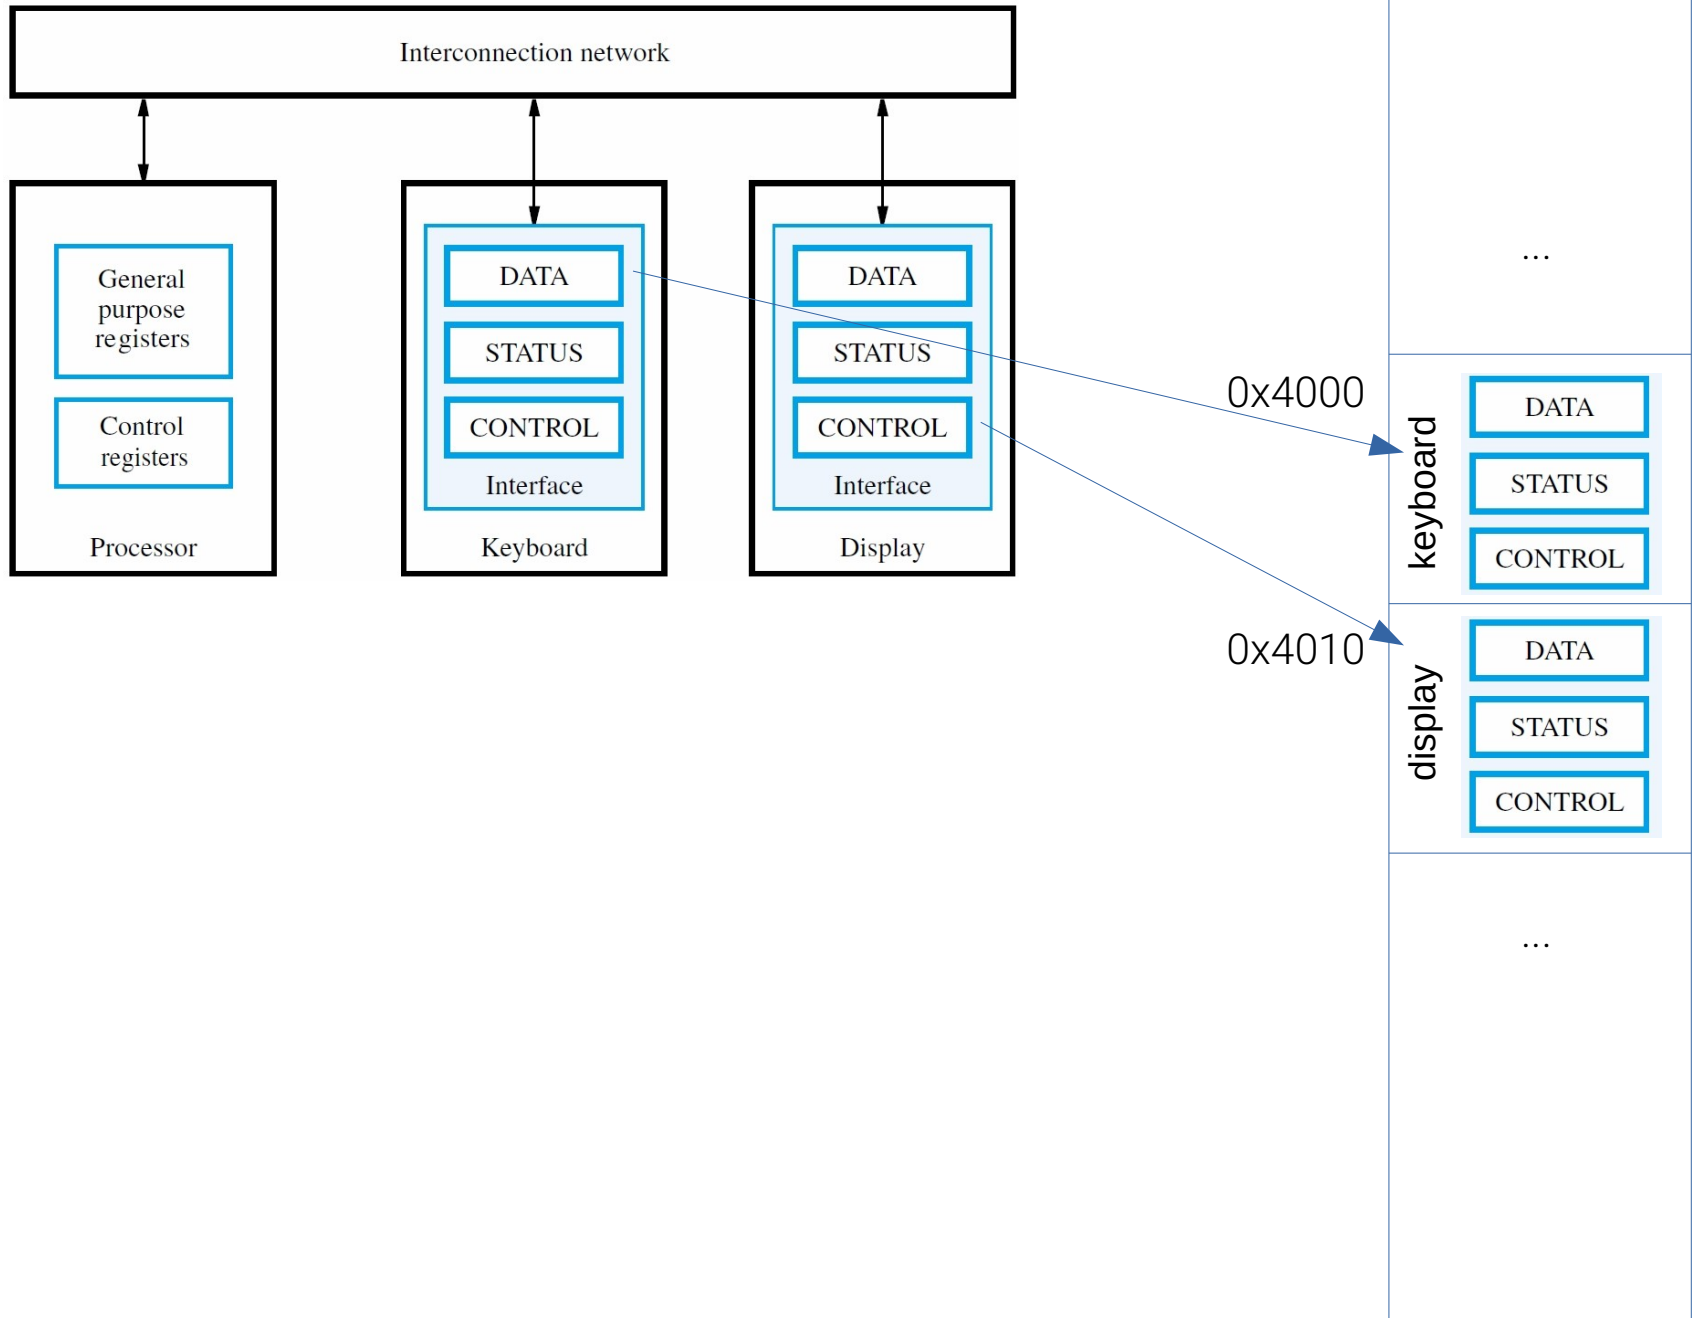 Interconnection network
General
purpose
registers
Control
registers
Processor
DATA
STATUS
CONTROL
Interface
Keyboard
DATA
STATUS
CONTROL
Interface
Display
...
0x4000
keyboard
DATA
STATUS
CONTROL
0x4010
display
DATA
STATUS
CONTROL
...